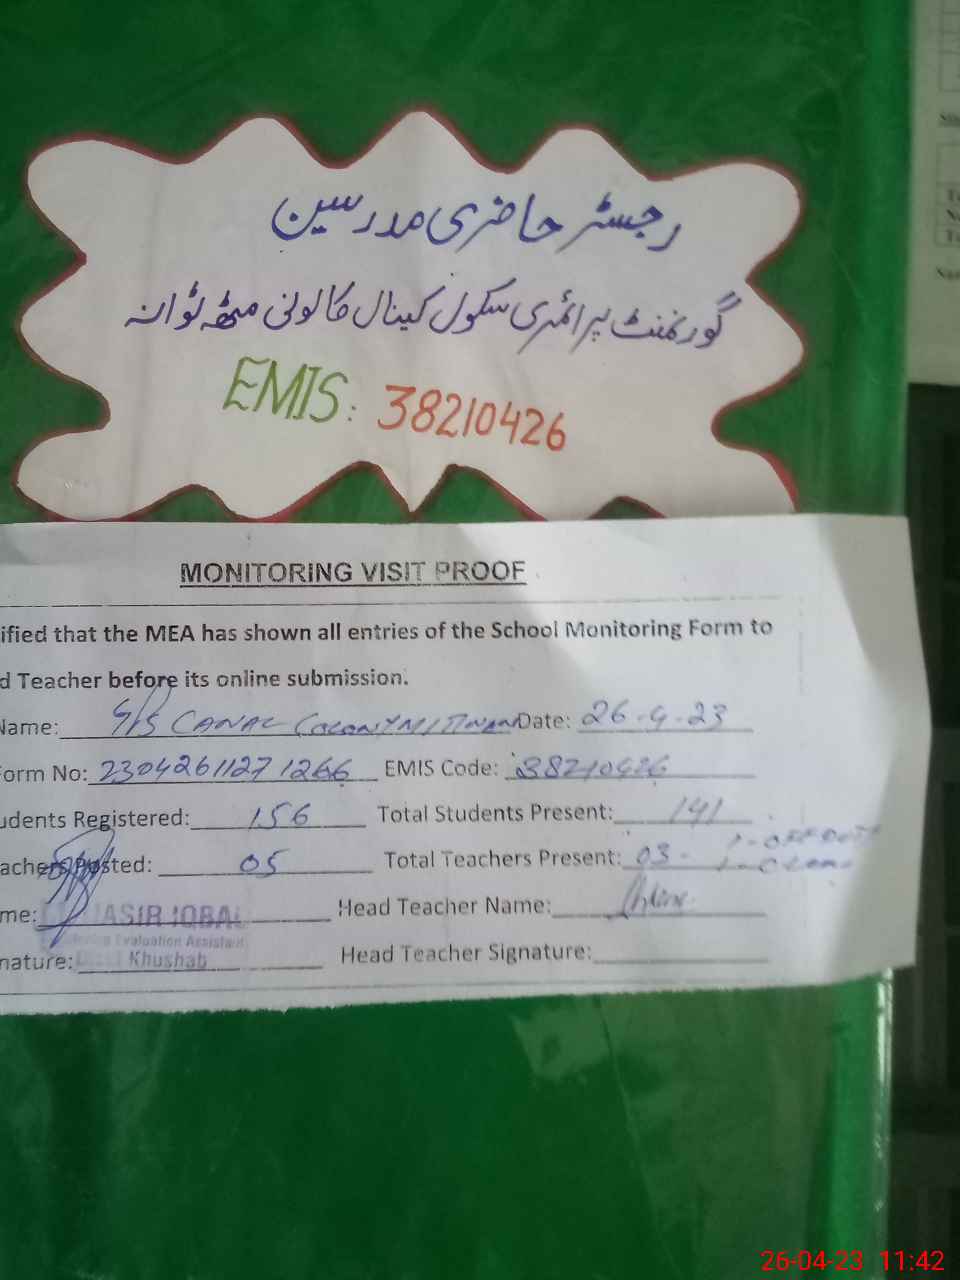 رجسٹر حاضری مدرسین
گورنمنٹ پرائمری سکول کینال کالونی مٹھہ ٹوانہ
EMIS: 38210426
MONITORING VISIT PROOF
ified that the MEA has shown all entries of the School Monitoring Form to
d Teacher before its online submission.
Name: G/S CANAL COLONY Date: 26-4-23
Form No: 23042611271266 EMIS Code: 38210426
udents Registered: 156 Total Students Present: 141
achers Posted: 05 Total Teachers Present: 03-
me: ASIR IQBAL Head Teacher Name:
Evaluation Assistant
nature: Khushab Head Teacher Signature:
26-04-23 11:42